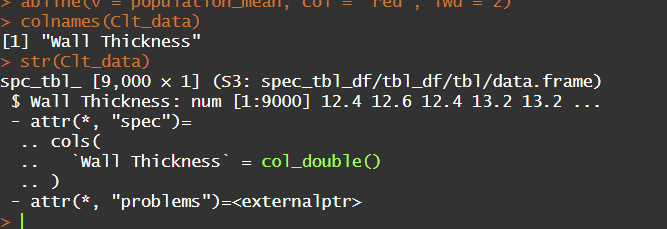 > abline(v = population_mean, col = "red", lwd = 2)
> colnames(Clt_data)
[1] "Wall Thickness"
> str(Clt_data)
spc_tbl_ [9,000 × 1] (S3: spec_tbl_df/tbl_df/tbl/data.frame)
 $ Wall Thickness: num [1:9000] 12.4 12.6 12.4 13.2 13.2 ...
 - attr(*, "spec")=
  .. cols(
  ..   `Wall Thickness` = col_double()
  .. )
 - attr(*, "problems")=<externalptr>
>